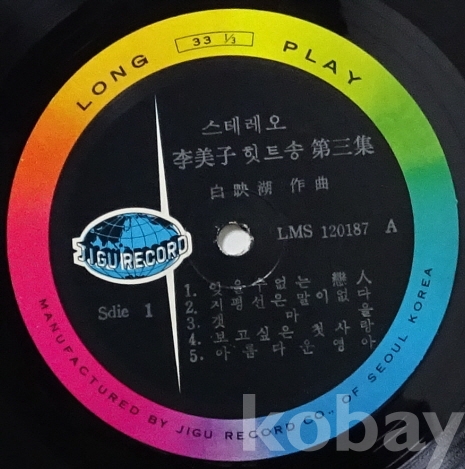 LONG PLAY
33 ⅓
스테레오
李美子 힛트송 第三集
白映湖 作曲
LMS 120187 A
JIGU RECORD
Sdie 1
1. 잊을수없는 戀人
2. 지평선은말이없다
3. 갯마을
4. 보고싶은첫사랑
5. 아름다운영아
MANUFACTURED BY JIGU RECORD CO., OF SEOUL KOREA
kobay